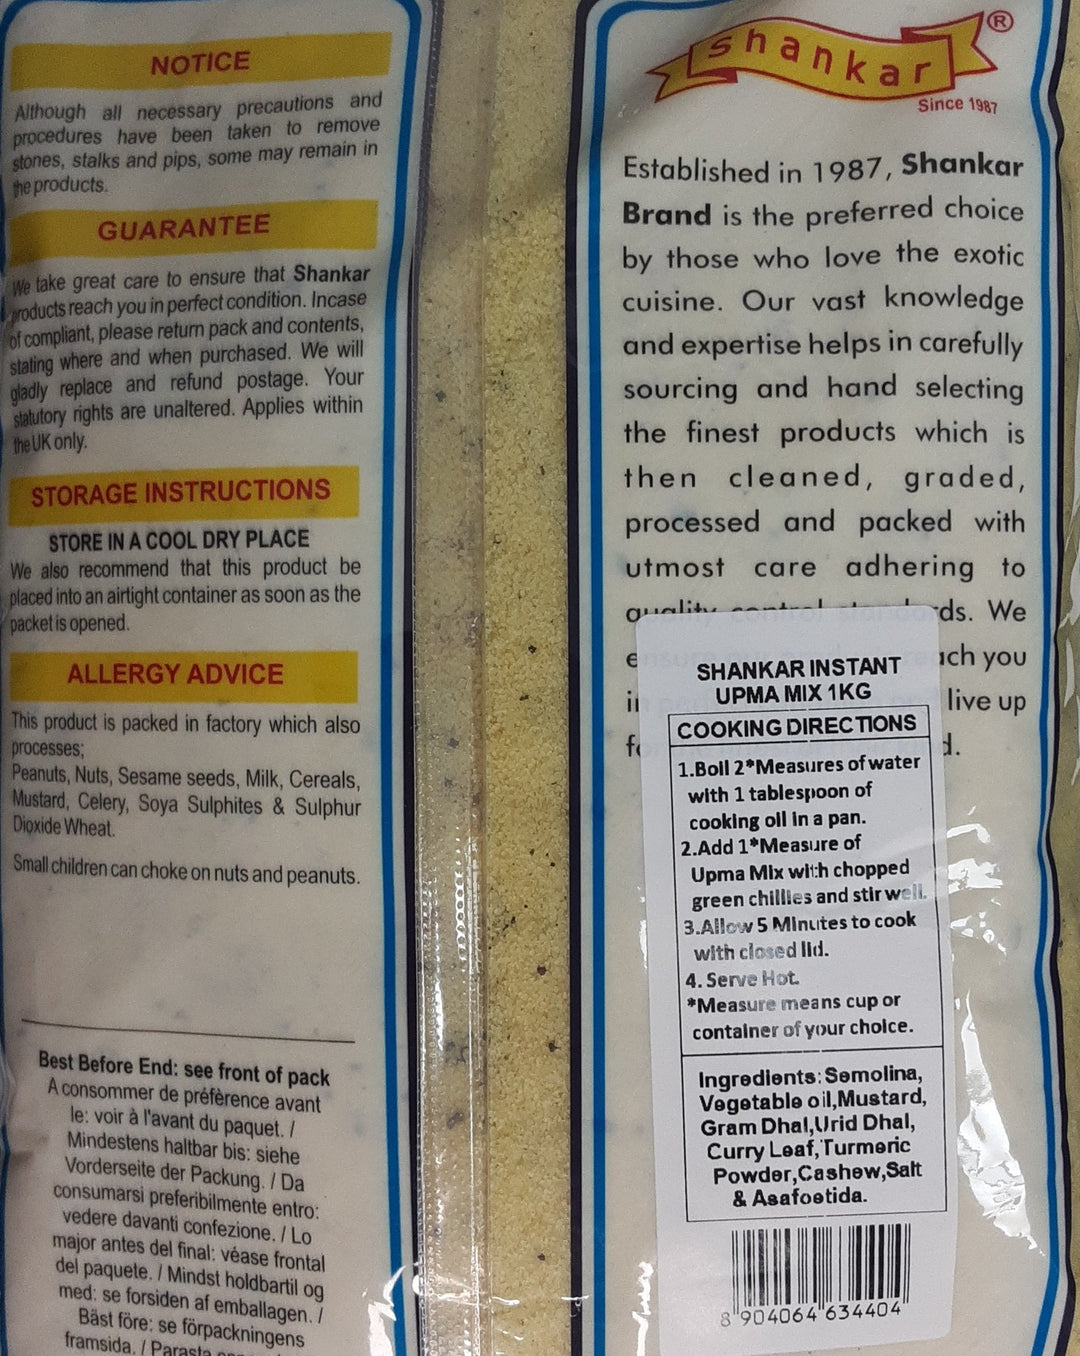 NOTICE
Although all necessary precautions and
procedures have been taken to remove
stones, stalks and pips, some may remain in
the products.
GUARANTEE
We take great care to ensure that Shankar
products reach you in perfect condition. Incase
of compliant, please return pack and contents,
stating where and when purchased. We will
gladly replace and refund postage. Your
statutory rights are unaltered. Applies within
the UK only.
STORAGE INSTRUCTIONS
STORE IN A COOL DRY PLACE
We also recommend that this product be
placed into an airtight container as soon as the
packet is opened.
ALLERGY ADVICE
This product is packed in factory which also
processes;
Peanuts, Nuts, Sesame seeds, Milk, Cereals,
Mustard, Celery, Soya Sulphites & Sulphur
Dioxide Wheat.
Small children can choke on nuts and peanuts.
Best Before End: see front of pack
A consommer de préfèrence avant
le: voir à l'avant du paquet. /
Mindestens haltbar bis: siehe
Vorderseite der Packung. / Da
consumarsi preferibilmente entro:
vedere davanti confezione. / Lo
major antes del final: véase frontal
del paquete. / Mindst holdbartil og
med: se forsiden af emballagen. /
Bäst före: se förpackningens
framsida. / Parasta
shankar ®
Since 1987
Established in 1987, Shankar
Brand is the preferred choice
by those who love the exotic
cuisine. Our vast knowledge
and expertise helps in carefully
sourcing and hand selecting
the finest products which is
then cleaned, graded,
processed and packed with
utmost care adhering to
quality control standards. We
ensure reach you
in live up
SHANKAR INSTANT
UPMA MIX 1KG
COOKING DIRECTIONS
1.Boil 2*Measures of water
with 1 tablespoon of
cooking oil in a pan.
2.Add 1*Measure of
Upma Mix with chopped
green chillies and stir well.
3.Allow 5 Minutes to cook
with closed lid.
4. Serve Hot.
*Measure means cup or
container of your choice.
Ingredients:Semolina,
Vegetable oil,Mustard,
Gram Dhal,Urid Dhal,
Curry Leaf,Turmeric
Powder,Cashew,Salt
& Asafoetida.
8 904064 634404